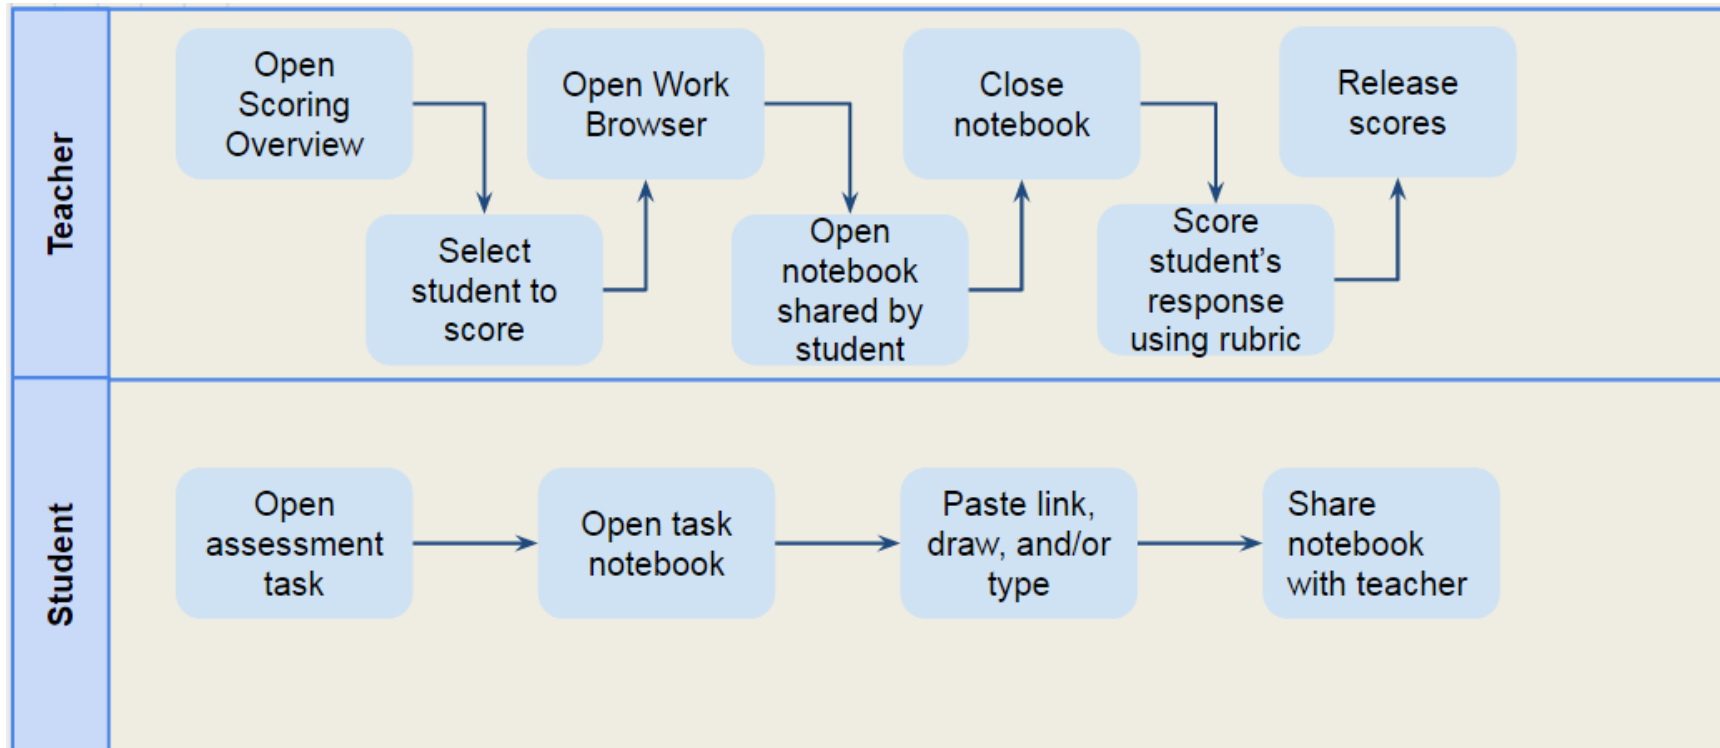 Teacher
Open
Scoring
Overview
Select
student to
score
Open Work
Browser
Open
notebook
shared by
student
Close
notebook
Score
student's
response
using rubric
Release
scores
Student
Open
assessment
task
Open task
notebook
Paste link,
draw, and/or
type
Share
notebook
with teacher